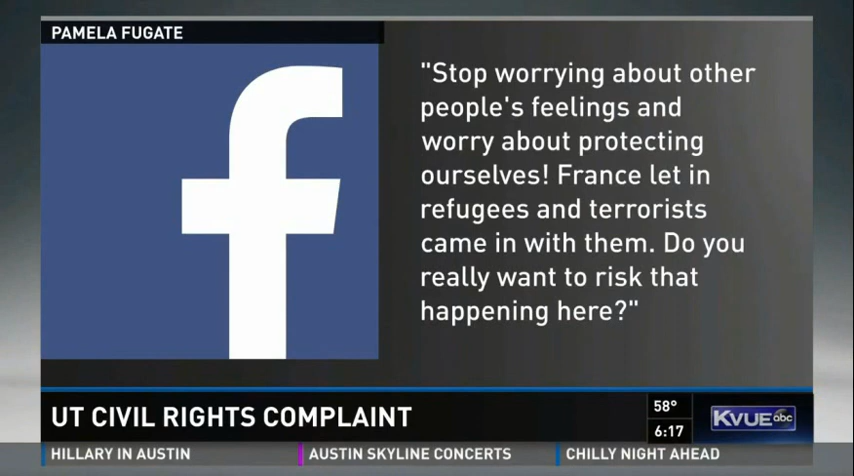 PAMELA FUGATE
f
"Stop worrying about other
people's feelings and
worry about protecting
ourselves! France let in
refugees and terrorists
came in with them. Do you
really want to risk that
happening here?"
UT CIVIL RIGHTS COMPLAINT
58°
6:17
KVUE abc
HILLARY IN AUSTIN
AUSTIN SKYLINE CONCERTS
CHILLY NIGHT AHEAD